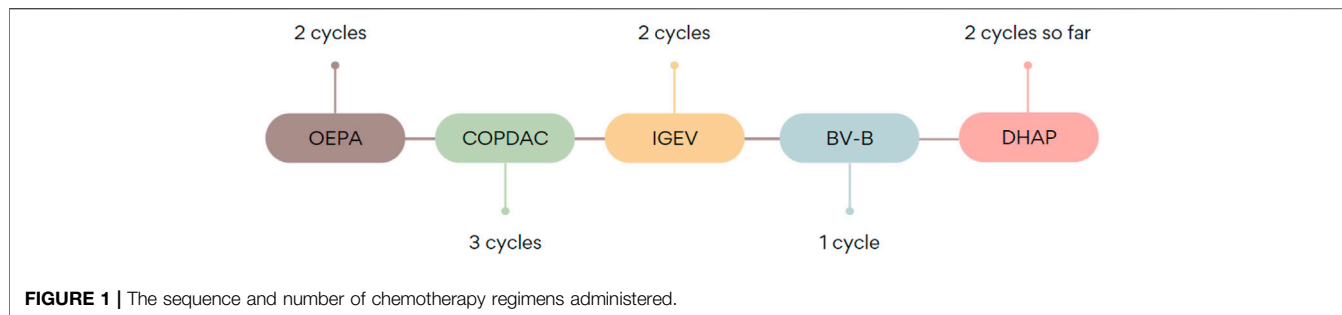 2 cycles
2 cycles
2 cycles so far
OEPA
COPDAC
IGEV
BV-B
DHAP
3 cycles
1 cycle
FIGURE 1 | The sequence and number of chemotherapy regimens administered.